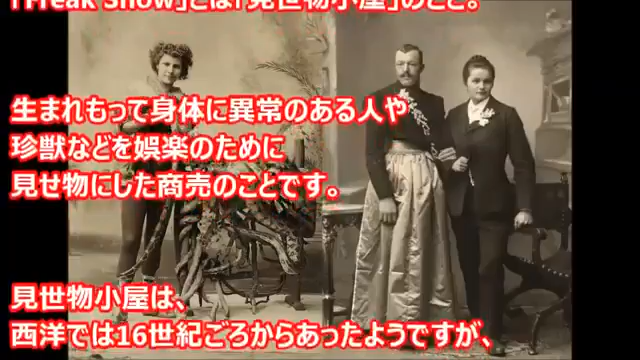 「Freak Show」とは「見世物小屋」のこと。
生まれもって身体に異常のある人や
珍獣などを娯楽のために
見せ物にした商売のことです。
見世物小屋は、
西洋では16世紀ごろからあったようですが、